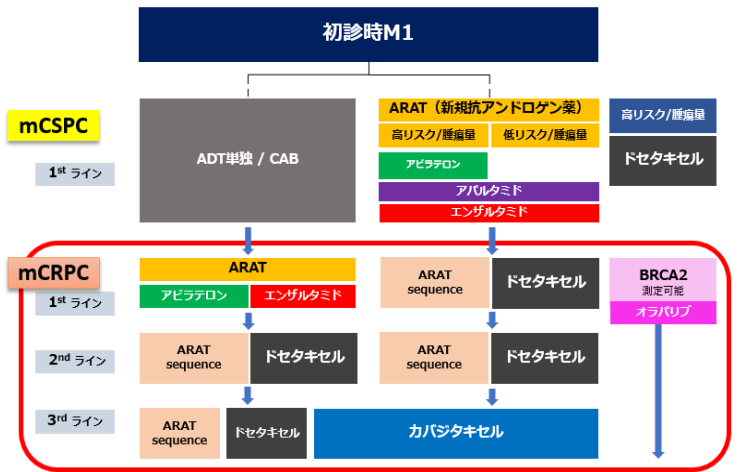 初診時M1
mCSPC
1st ライン
ADT単独 / CAB
ARAT（新規抗アンドロゲン薬）
高リスク/腫瘍量
低リスク/腫瘍量
アビラテロン
アパルタミド
エンザルタミド
高リスク/腫瘍量
ドセタキセル
mCRPC
1st ライン
ARAT
アビラテロン
エンザルタミド
ARAT
sequence
ドセタキセル
BRCA2
測定可能
オラパリブ
2nd ライン
ARAT
sequence
ドセタキセル
ARAT
sequence
ドセタキセル
3rd ライン
ARAT
sequence
ドセタキセル
カバジタキセル